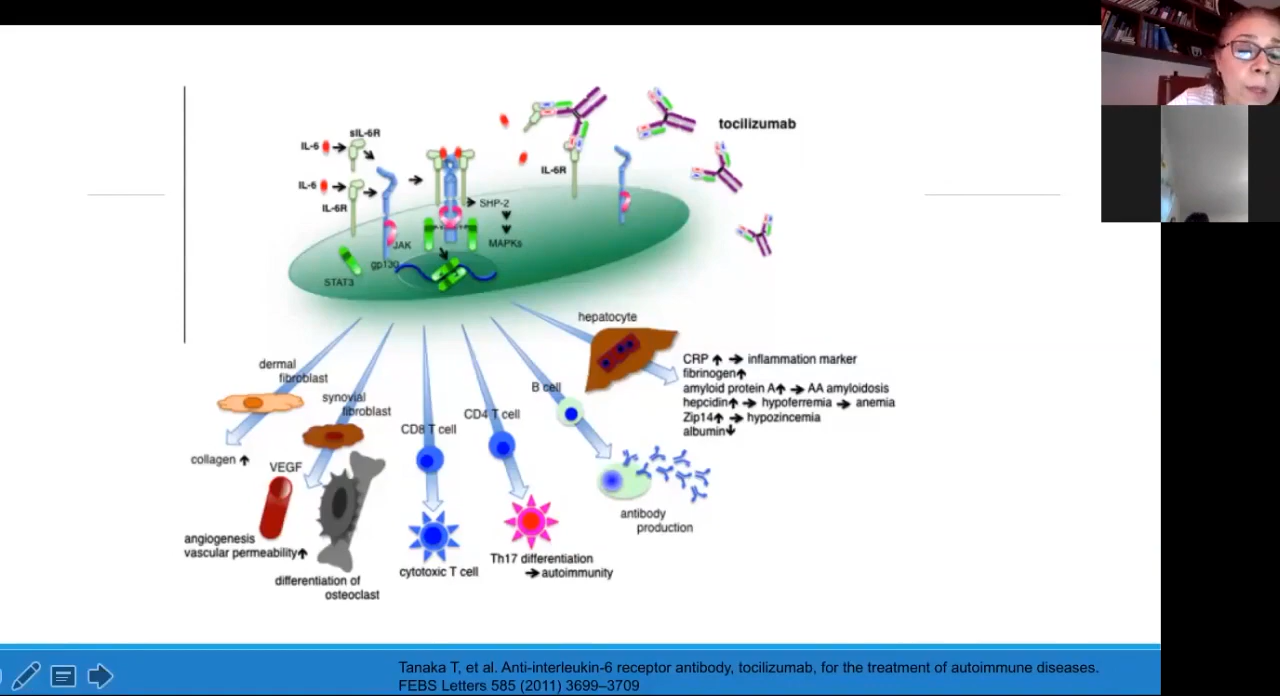 tocilizumab
sIL-6R
IL-6
IL-6R
IL-6
IL-6R
SHP-2
MAPKs
JAK
gp130
STAT3
hepatocyte
CRP ↑ → inflammation marker
fibrinogen↑
amyloid protein A↑ → AA amyloidosis
hepcidin↑ → hypoferremia → anemia
Zip14↑ → hypozincemia
albumin↓
dermal
fibroblast
synovial
fibroblast
CD8 T cell
CD4 T cell
B cell
collagen ↑
VEGF
angiogenesis
vascular permeability↑
differentiation of
osteoclast
cytotoxic T cell
Th17 differentiation
→ autoimmunity
antibody
production
Tanaka T, et al. Anti-interleukin-6 receptor antibody, tocilizumab, for the treatment of autoimmune diseases.
FEBS Letters 585 (2011) 3699–3709